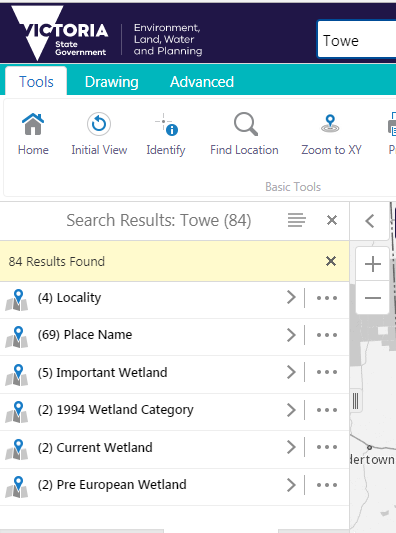 VICTORIA
State
Government
Environment,
Land, Water
and Planning
Towe
Tools Drawing Advanced
Home Initial View Identify Find Location Zoom to XY
Basic Tools
Search Results: Towe (84)
84 Results Found
(4) Locality
(69) Place Name
(5) Important Wetland
(2) 1994 Wetland Category
(2) Current Wetland
(2) Pre European Wetland
dertown